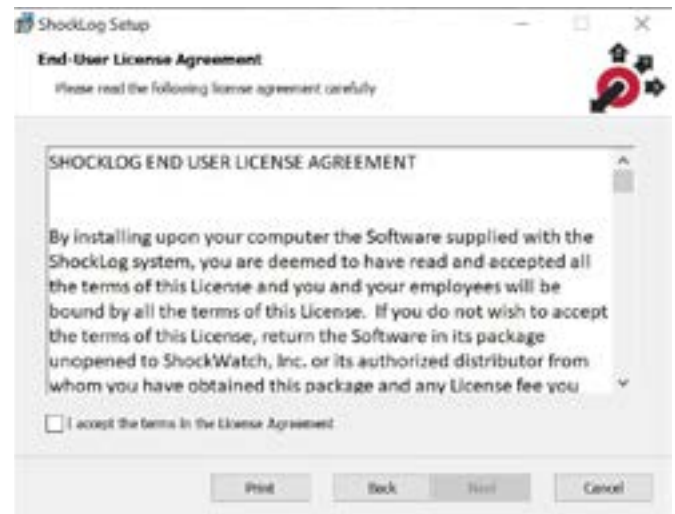 ShockLog Setup
End-User License Agreement
Please read the following license agreement carefully
SHOCKLOG END USER LICENSE AGREEMENT
By installing upon your computer the Software supplied with the
ShockLog system, you are deemed to have read and accepted all
the terms of this License and you and your employees will be
bound by all the terms of this License. If you do not wish to accept
the terms of this License, return the Software in its package
unopened to ShockWatch, Inc. or its authorized distributor from
whom you have obtained this package and any License fee you
I accept the terms in the License Agreement
Print
Back
Next
Cancel